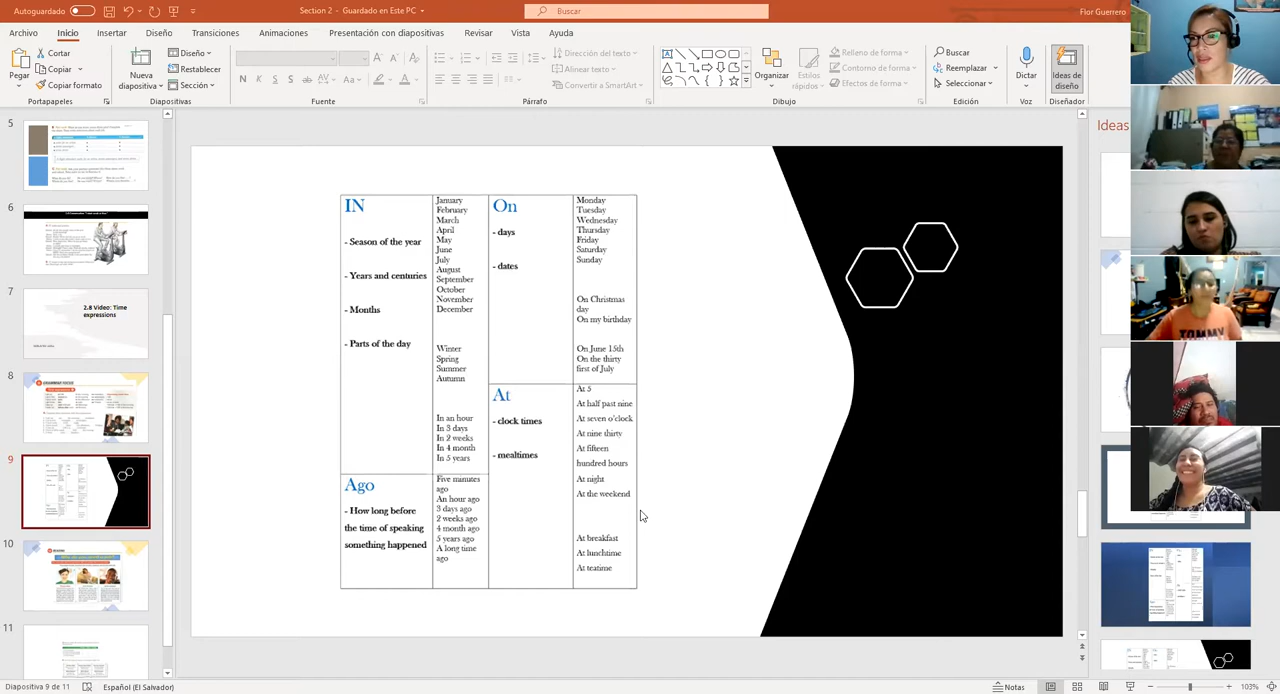 Autoguardado
Section 2 - Guardado en Este PC
Buscar
Flor Guerrero
Archivo
Inicio
Insertar
Diseño
Transiciones
Animaciones
Presentación con diapositivas
Revisar
Vista
Ayuda
Pegar
Cortar
Copiar
Copiar formato
Portapapeles
Nueva
diapositiva
Diseño
Restablecer
Sección
Diapositivas
N K S S ab AV Aa A
Fuente
Párrafo
Dirección del texto
Alinear texto
Convertir a SmartArt
Organizar
Estilos
rápidos
Relleno de forma
Contorno de forma
Efectos de forma
Dibujo
Buscar
Reemplazar
Seleccionar
Edición
Dictar
Voz
Ideas de
diseño
Diseñador
Ideas
5
6
7
2.8 Video: Time
expressions
8
9
10
11
IN
- Season of the year
- Years and centuries
- Months
- Parts of the day
January
February
March
April
May
June
July
August
September
October
November
December
Winter
Spring
Summer
Autumn
In an hour
In 3 days
In 2 weeks
In 4 month
In 5 years
On
- days
- dates
Monday
Tuesday
Wednesday
Thursday
Friday
Saturday
Sunday
On Christmas
day
On my birthday
On June 15th
On the thirty
first of July
At
- clock times
- mealtimes
At 5
At half past nine
At seven o'clock
At nine thirty
At fifteen
hundred hours
At night
At the weekend
At breakfast
At lunchtime
At teatime
Ago
- How long before
the time of speaking
something happened
Five minutes
ago
An hour ago
3 days ago
2 weeks ago
4 month ago
5 years ago
A long time
ago
TOMMY
Diapositiva 9 de 11
Español (El Salvador)
Notas
103%